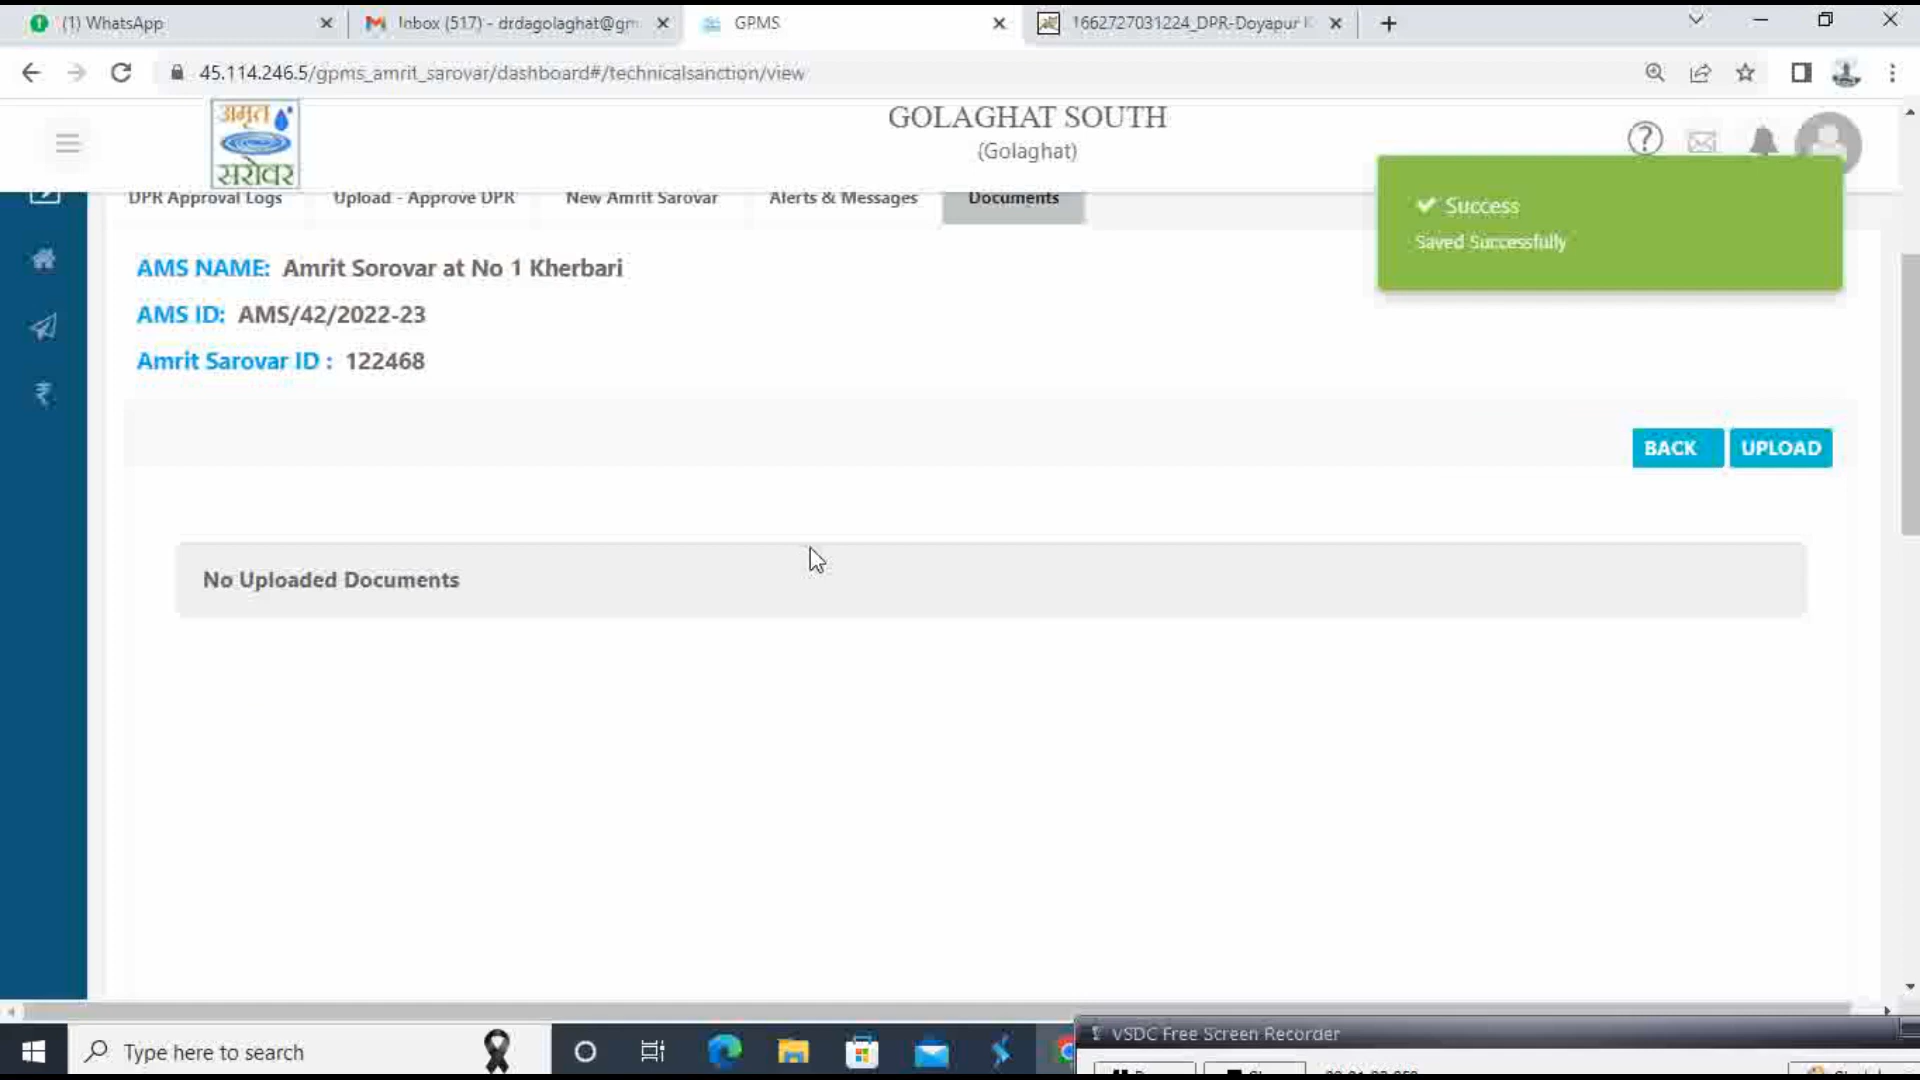 (1) WhatsApp
Inbox (517) - drdagolaghat@gm
GPMS
1662727031224_DPR-Doyapur
45.114.246.5/gpms_amrit_sarovar/dashboard#/technicalsanction/view
अमृत
सरोवर
GOLAGHAT SOUTH
(Golaghat)
DPR Approval Logs
Upload - Approve DPR
New Amrit Sarovar
Alerts & Messages
Documents
Success
Saved Successfully
AMS NAME: Amrit Sorovar at No 1 Kherbari
AMS ID: AMS/42/2022-23
Amrit Sarovar ID : 122468
BACK
UPLOAD
No Uploaded Documents
Type here to search
VSDC Free Screen Recorder